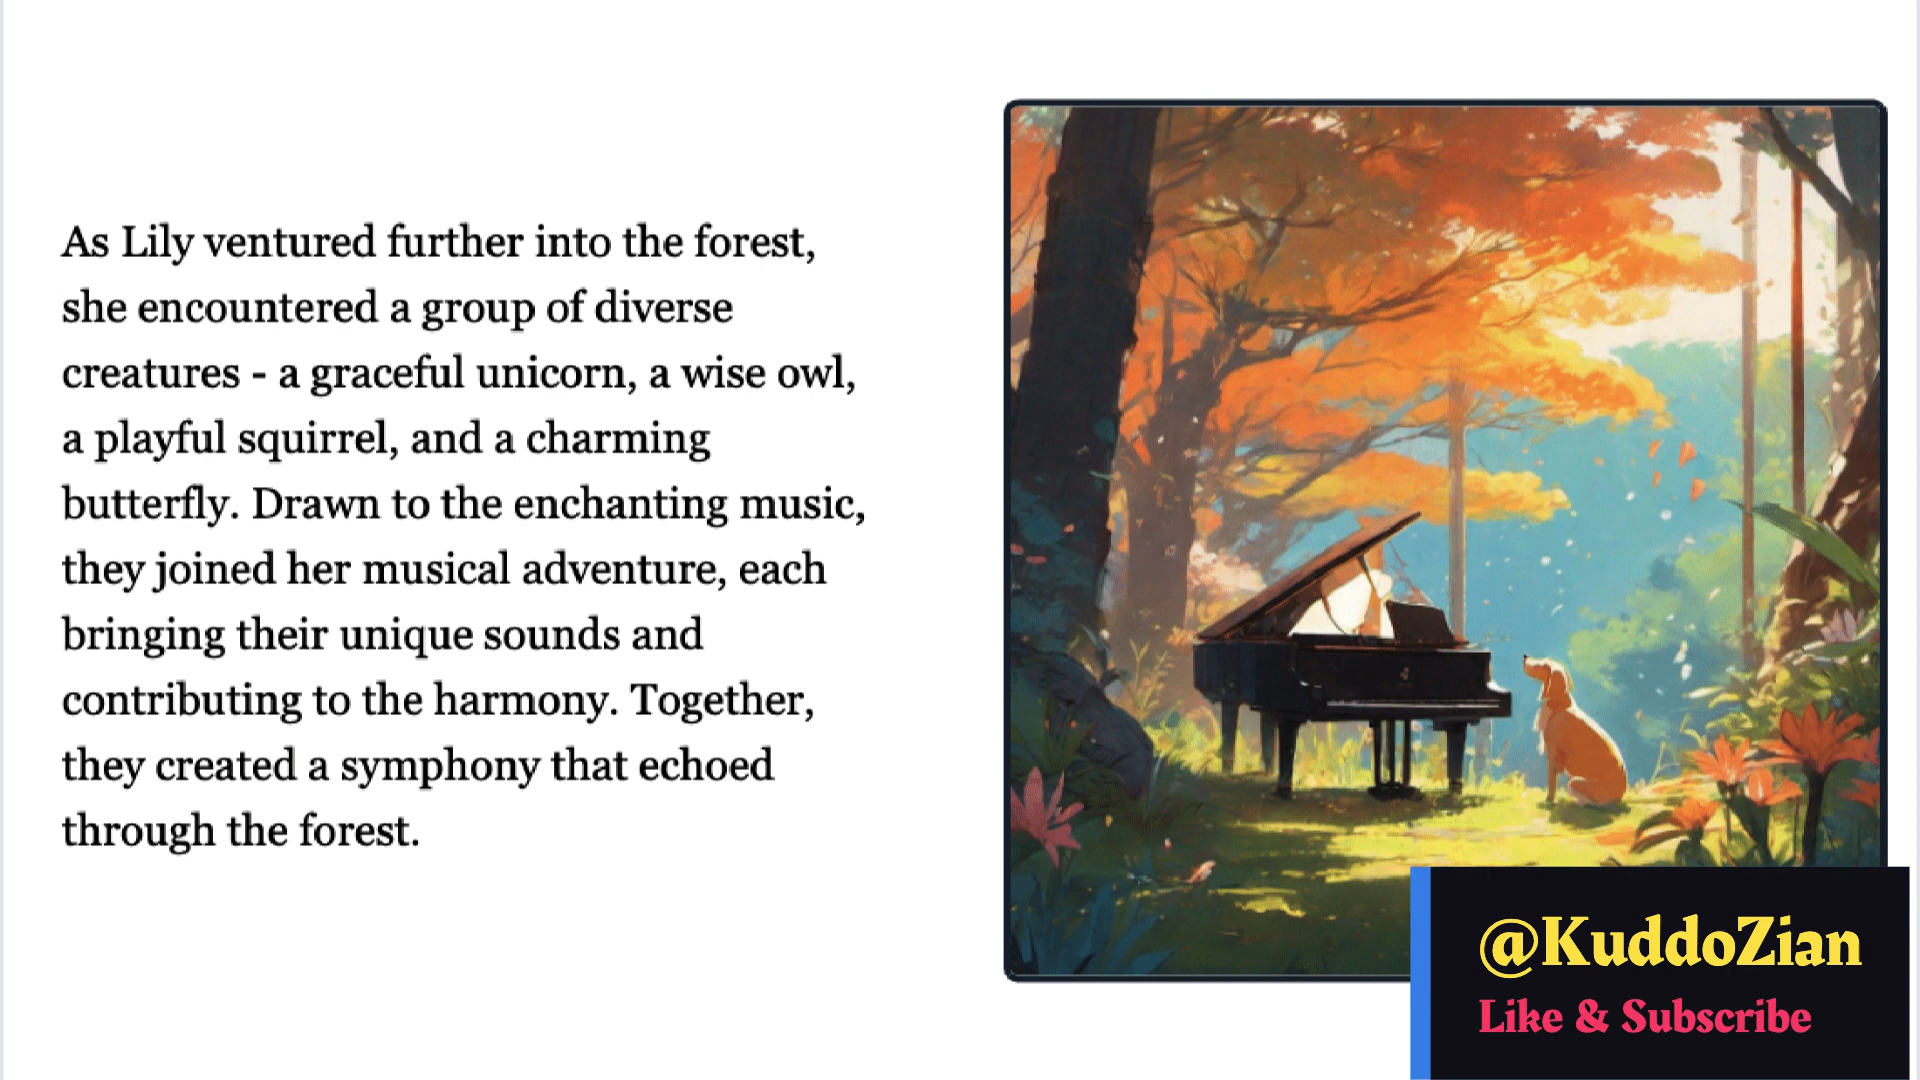 As Lily ventured further into the forest,
she encountered a group of diverse
creatures - a graceful unicorn, a wise owl,
a playful squirrel, and a charming
butterfly. Drawn to the enchanting music,
they joined her musical adventure, each
bringing their unique sounds and
contributing to the harmony. Together,
they created a symphony that echoed
through the forest.
@KuddoZian
Like & Subscribe